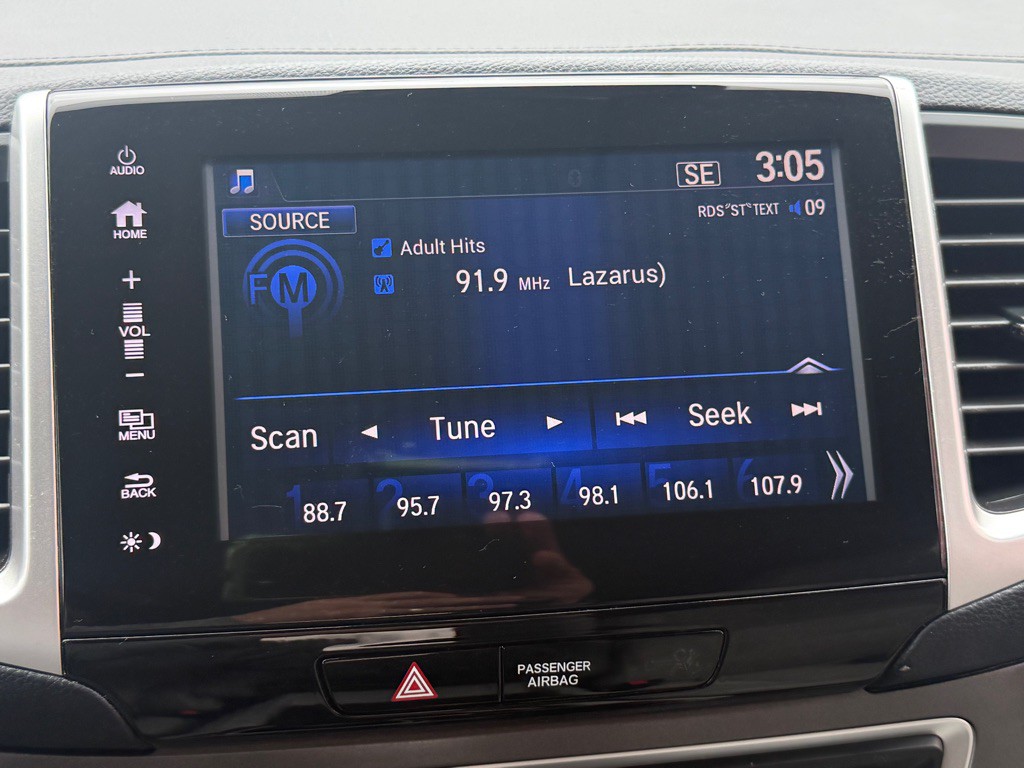 AUDIO
HOME
+
VOL
−
MENU
BACK
SE 3:05
SOURCE
RDS ST TEXT 09
FM
Adult Hits
91.9 MHz Lazarus)
Scan Tune Seek
1 88.7 2 95.7 3 97.3 4 98.1 5 106.1 6 107.9
PASSENGER
AIRBAG